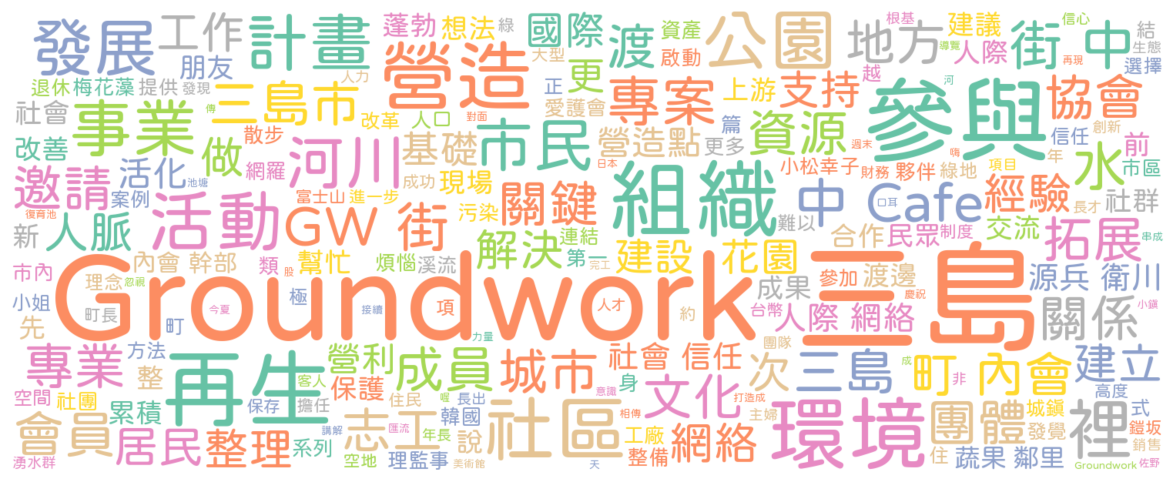 發展 工作 計畫 蓬勃 想法 綠 國際 渡 資產 公園 地方 建議 根基 信心 街 中 結
朋友 營造 大型 啟動 人際 導覽 再現 生態
退休 梅花藻 提供 發現 人力 更 正 專案 上游 支持 越 河 參與 選擇
社會 事業 三島市 傳 改革 人口 對面 愛護會 協會
改善 做 散步 河川 基礎 市民 營造點 篇 更多 資源 週末 嗨 信任 創新 前
活化 池塘 網羅 成功 日本 小松幸子 財務 夥伴 項目 綠地 年 水 市區
邀請 案例 富士山 進一步 現場 關鍵 組織 中 口耳 Cafe 經驗 長才 社群
復育池 活動 GW 街 污染 難以
新 人脈 解決 連結 合作 民眾 制度 交流 拓展 串成
市內 內會 幹部 類 幫忙 煩惱 溪流 第一 建設 花園 參加 渡邊 源兵 衛川
理念 忽視 股 完工 成果
小姐 Groundwork 三島 極 項 人才 慶祝 關係 小鎮
先 町長 町 今夏 接續 約 台幣 人際 網絡
力量 團隊
專業 方法 再生 營利 成員 城市 社會 信任 次 三島 成 町 內會 建立
整 客人 保護 意識 身 文化 非
空間 社團 累積 保存 擔任 住民 喔 長出 打造成 主婦 高度 式
會員 志工 韓國 社區 相傳 環境 團體 城鎮 裡 鎧坂
居民 整理 講解 匯流 年長 說 工廠 網絡 發覺 銷售
系列 空地 理監事 整備 住 蔬果 鄰里
湧水群 美術館 天 Groundwork 佐野